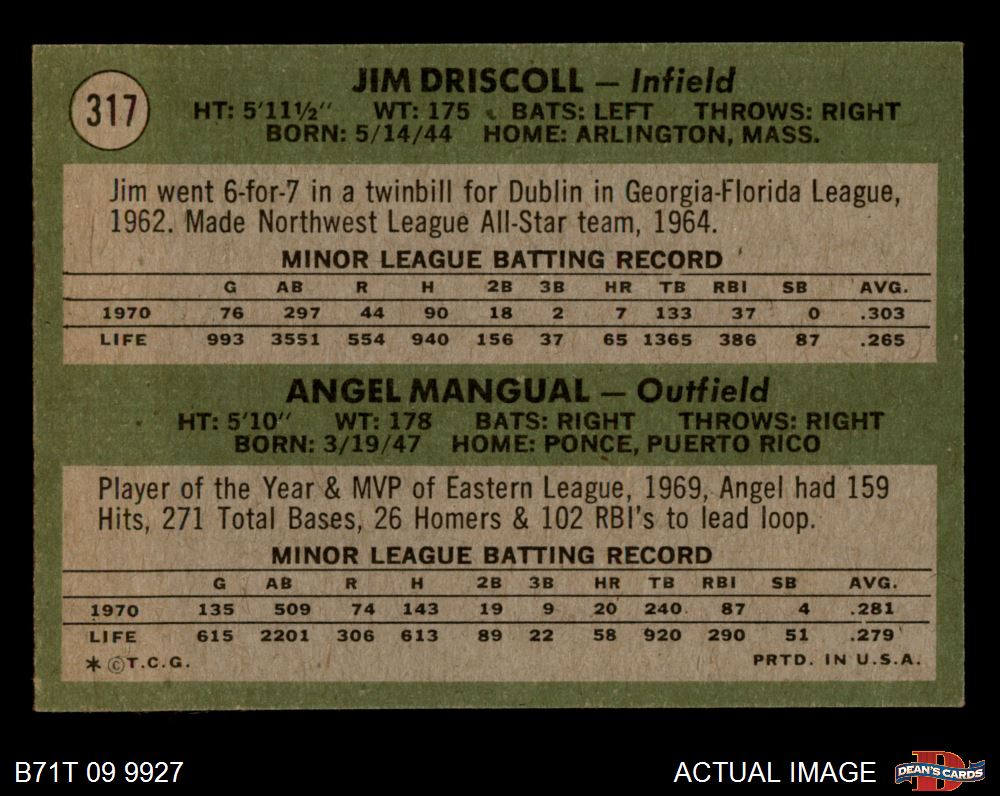 317
JIM DRISCOLL — Infield
HT: 5'11½" WT: 175 BATS: LEFT THROWS: RIGHT
BORN: 5/14/44 HOME: ARLINGTON, MASS.
Jim went 6-for-7 in a twinbill for Dublin in Georgia-Florida League,
1962. Made Northwest League All-Star team, 1964.
MINOR LEAGUE BATTING RECORD
G AB R H 2B 3B HR TB RBI SB AVG.
1970 76 297 44 90 18 2 7 133 37 0 .303
LIFE 993 3551 554 940 156 37 65 1365 386 87 .265
ANGEL MANGUAL — Outfield
HT: 5'10" WT: 178 BATS: RIGHT THROWS: RIGHT
BORN: 3/19/47 HOME: PONCE, PUERTO RICO
Player of the Year & MVP of Eastern League, 1969, Angel had 159
Hits, 271 Total Bases, 26 Homers & 102 RBI's to lead loop.
MINOR LEAGUE BATTING RECORD
G AB R H 2B 3B HR TB RBI SB AVG.
1970 135 509 74 143 19 9 20 240 87 4 .281
LIFE 615 2201 306 613 89 22 58 920 290 51 .279
* ©T.C.G. PRTD. IN U.S.A.
B71T 09 9927 ACTUAL IMAGE DEAN'S CARDS